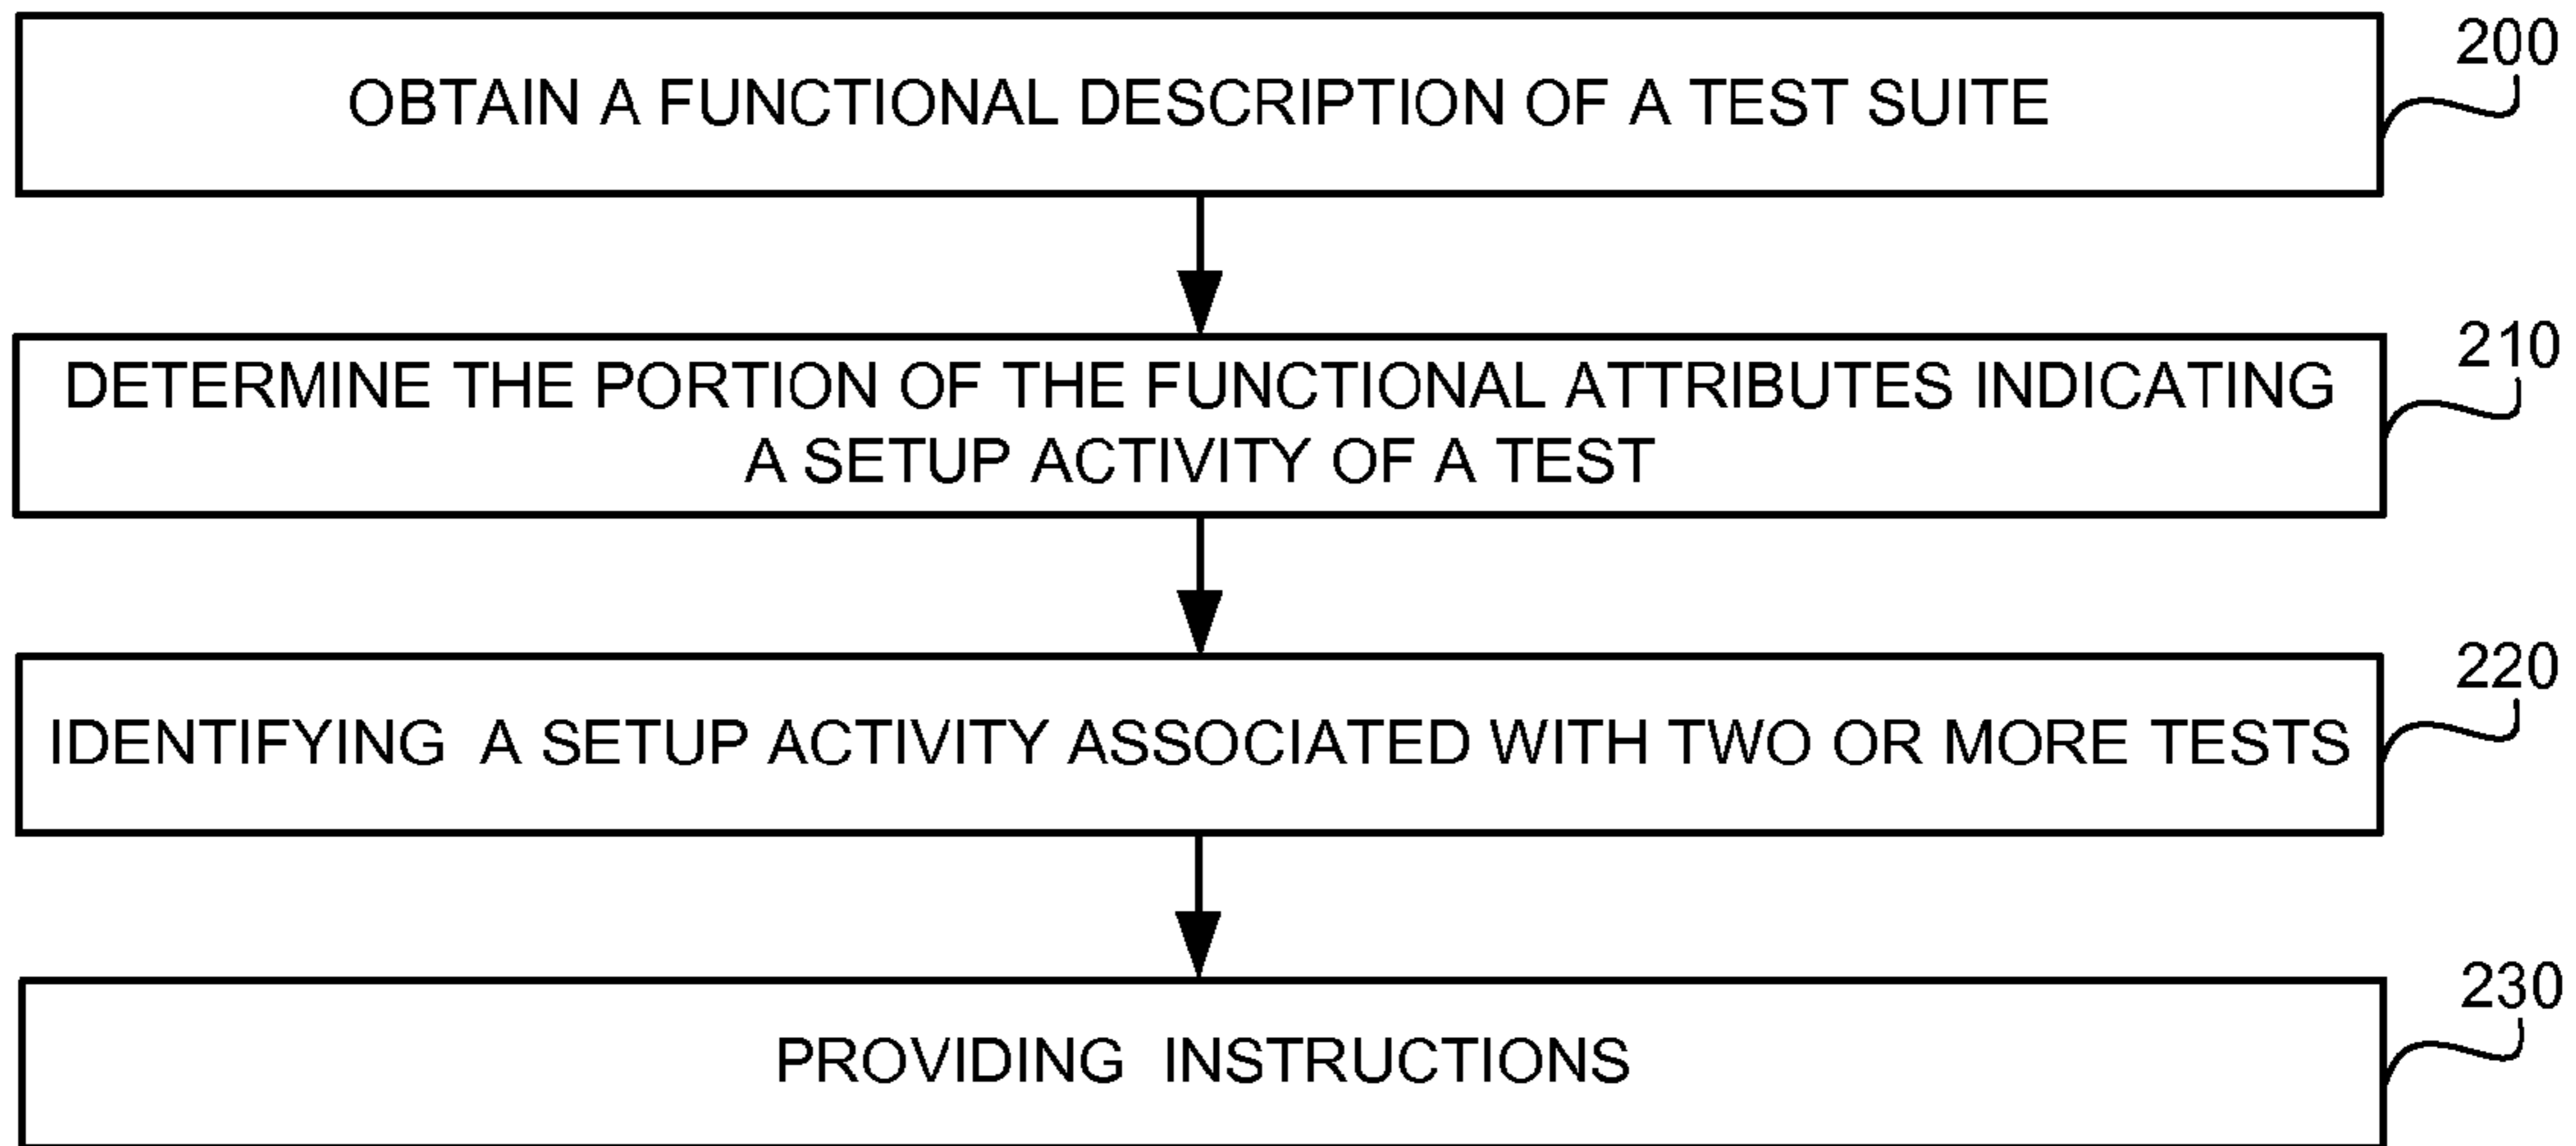 OBTAIN A FUNCTIONAL DESCRIPTION OF A TEST SUITE
200
DETERMINE THE PORTION OF THE FUNCTIONAL ATTRIBUTES INDICATING
A SETUP ACTIVITY OF A TEST
210
IDENTIFYING A SETUP ACTIVITY ASSOCIATED WITH TWO OR MORE TESTS
220
PROVIDING INSTRUCTIONS
230